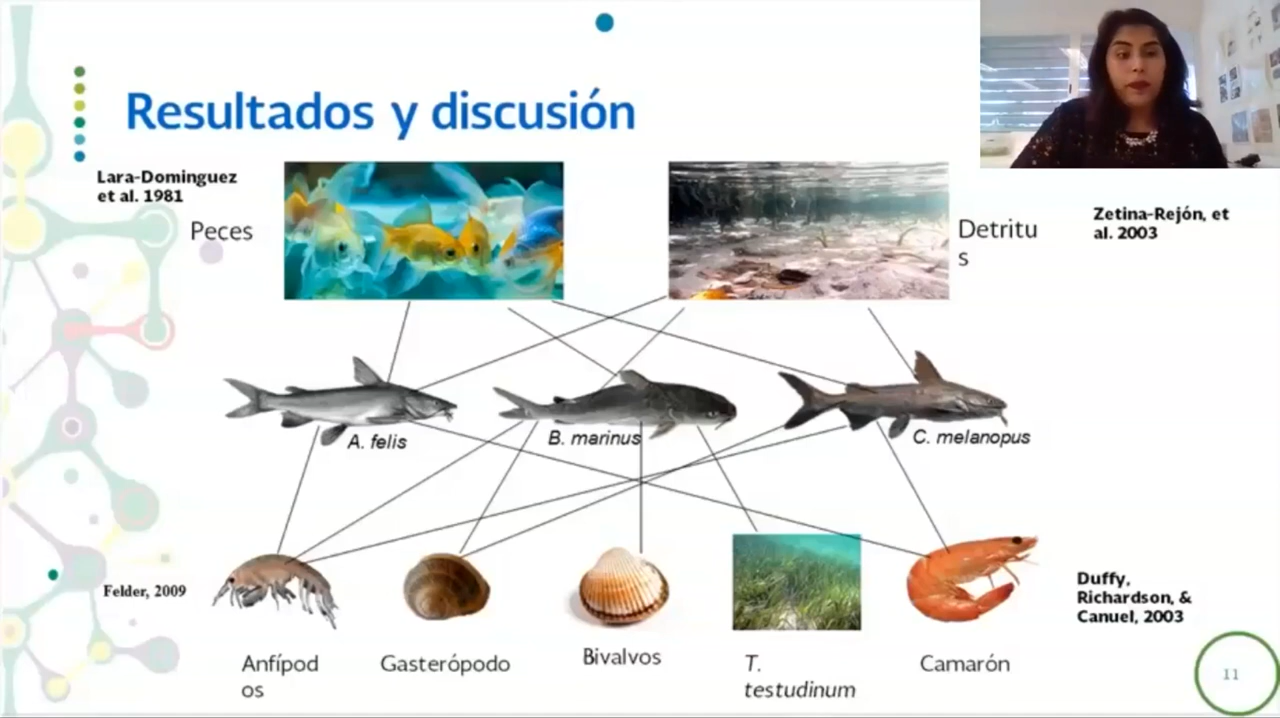 Resultados y discusión
Lara-Dominguez
et al. 1981
Peces
Detritu
s
Zetina-Rejón, et
al. 2003
A. felis
B. marinus
C. melanopus
Felder, 2009
Duffy,
Richardson, &
Canuel, 2003
Anfípod
os
Gasterópodo
Bivalvos
T.
testudinum
Camarón
11